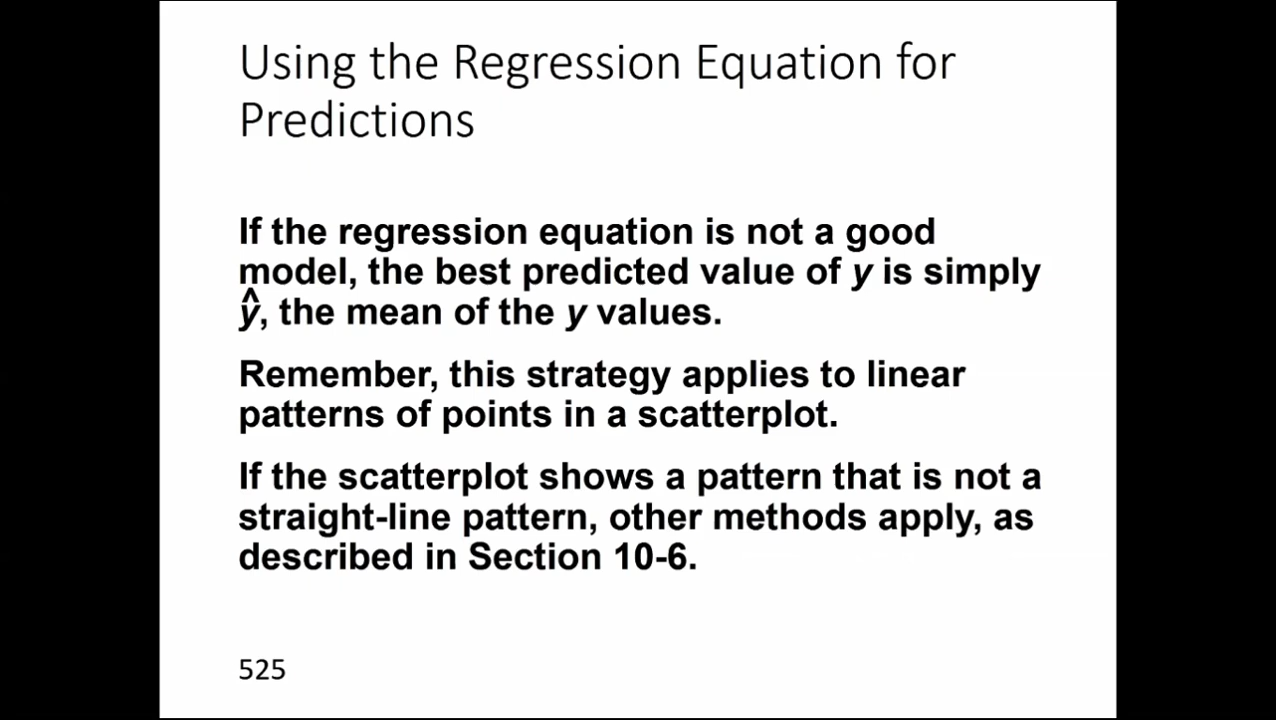 Using the Regression Equation for
Predictions
If the regression equation is not a good
model, the best predicted value of y is simply
ŷ, the mean of the y values.
Remember, this strategy applies to linear
patterns of points in a scatterplot.
If the scatterplot shows a pattern that is not a
straight-line pattern, other methods apply, as
described in Section 10-6.
525